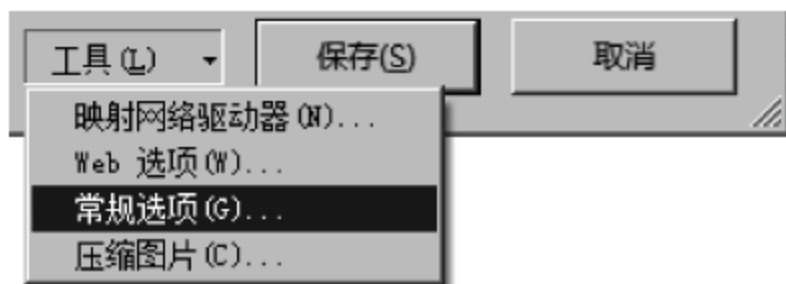 工具(L) 保存(S) 取消
映射网络驱动器(N)...
Web 选项(W)...
常规选项(G)...
压缩图片(C)...